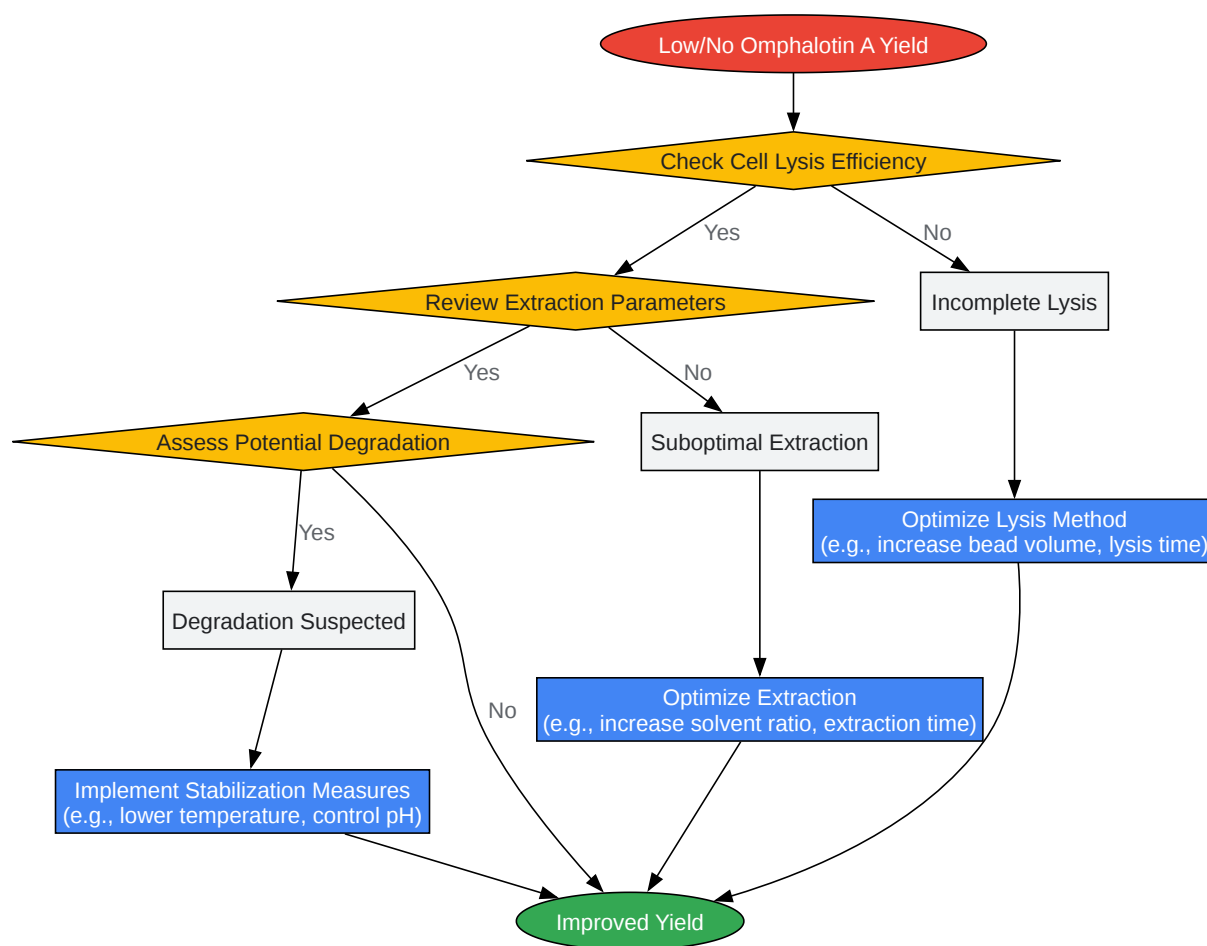 Low/No Omphalotin A Yield
Check Cell Lysis Efficiency
Yes
No
Review Extraction Parameters
Incomplete Lysis
Yes
No
Assess Potential Degradation
Suboptimal Extraction
Optimize Lysis Method
(e.g., increase bead volume, lysis time)
Yes
Degradation Suspected
No
Optimize Extraction
(e.g., increase solvent ratio, extraction time)
Implement Stabilization Measures
(e.g., lower temperature, control pH)
Improved Yield